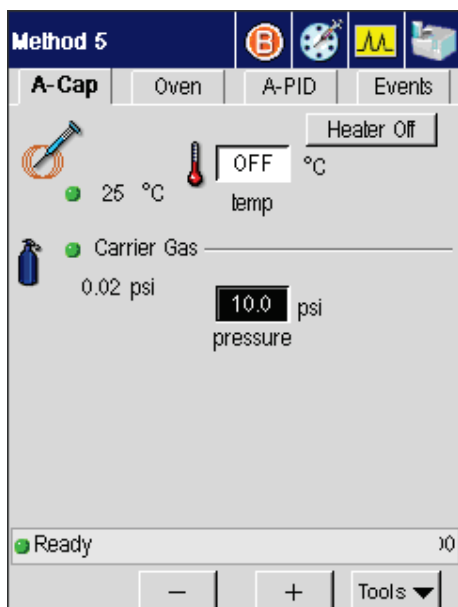 Method 5
B
A-Cap Oven A-PID Events
Heater Off
OFF °C
25 °C
temp
Carrier Gas
0.02 psi
10.0 psi
pressure
Ready
− + Tools